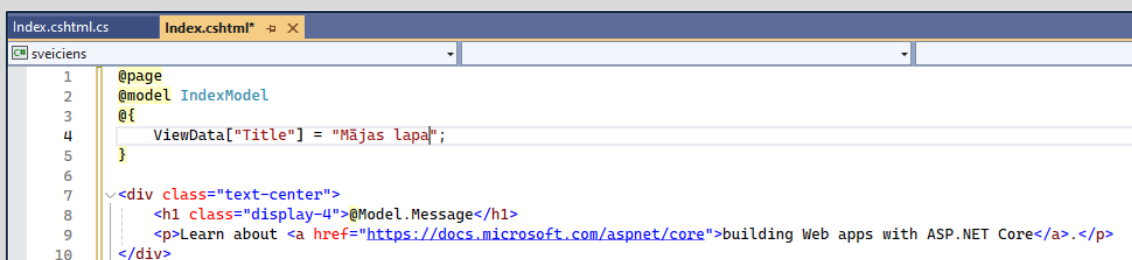 Index.cshtml.cs Index.cshtml*
C# sveiciens
1 @page
2 @model IndexModel
3 @{
4 ViewData["Title"] = "Mājas lapa";
5 }
6
7 <div class="text-center">
8 <h1 class="display-4">@Model.Message</h1>
9 <p>Learn about <a href="https://docs.microsoft.com/aspnet/core">building Web apps with ASP.NET Core</a>.</p>
10 </div>